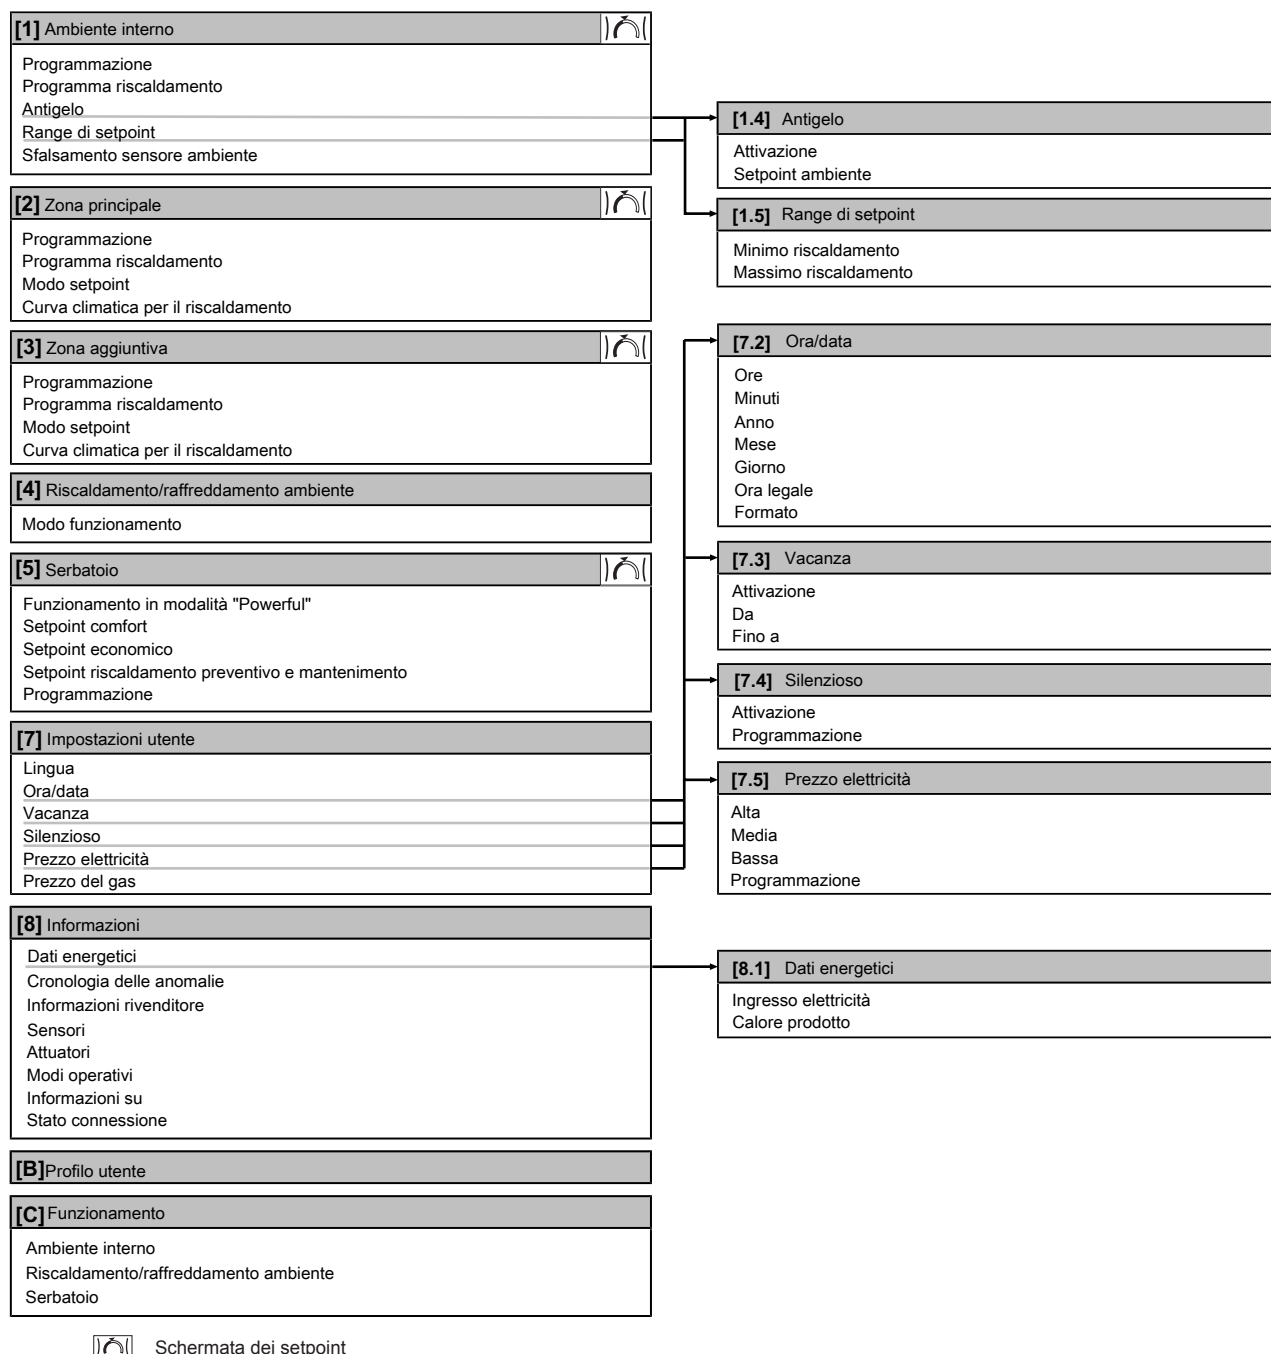 [1] Ambiente interno
Programmazione
Programma riscaldamento
Antigelo
Range di setpoint
Sfalsamento sensore ambiente
[2] Zona principale
Programmazione
Programma riscaldamento
Modo setpoint
Curva climatica per il riscaldamento
[3] Zona aggiuntiva
Programmazione
Programma riscaldamento
Modo setpoint
Curva climatica per il riscaldamento
[4] Riscaldamento/raffreddamento ambiente
Modo funzionamento
[5] Serbatoio
Funzionamento in modalità "Powerful"
Setpoint comfort
Setpoint economico
Setpoint riscaldamento preventivo e mantenimento
Programmazione
[7] Impostazioni utente
Lingua
Ora/data
Vacanza
Silenzioso
Prezzo elettricità
Prezzo del gas
[8] Informazioni
Dati energetici
Cronologia delle anomalie
Informazioni rivenditore
Sensori
Attuatori
Modi operativi
Informazioni su
Stato connessione
[B] Profilo utente
[C] Funzionamento
Ambiente interno
Riscaldamento/raffreddamento ambiente
Serbatoio
[1.4] Antigelo
Attivazione
Setpoint ambiente
[1.5] Range di setpoint
Minimo riscaldamento
Massimo riscaldamento
[7.2] Ora/data
Ore
Minuti
Anno
Mese
Giorno
Ora legale
Formato
[7.3] Vacanza
Attivazione
Da
Fino a
[7.4] Silenzioso
Attivazione
Programmazione
[7.5] Prezzo elettricità
Alta
Media
Bassa
Programmazione
[8.1] Dati energetici
Ingresso elettricità
Calore prodotto
Schermata dei setpoint